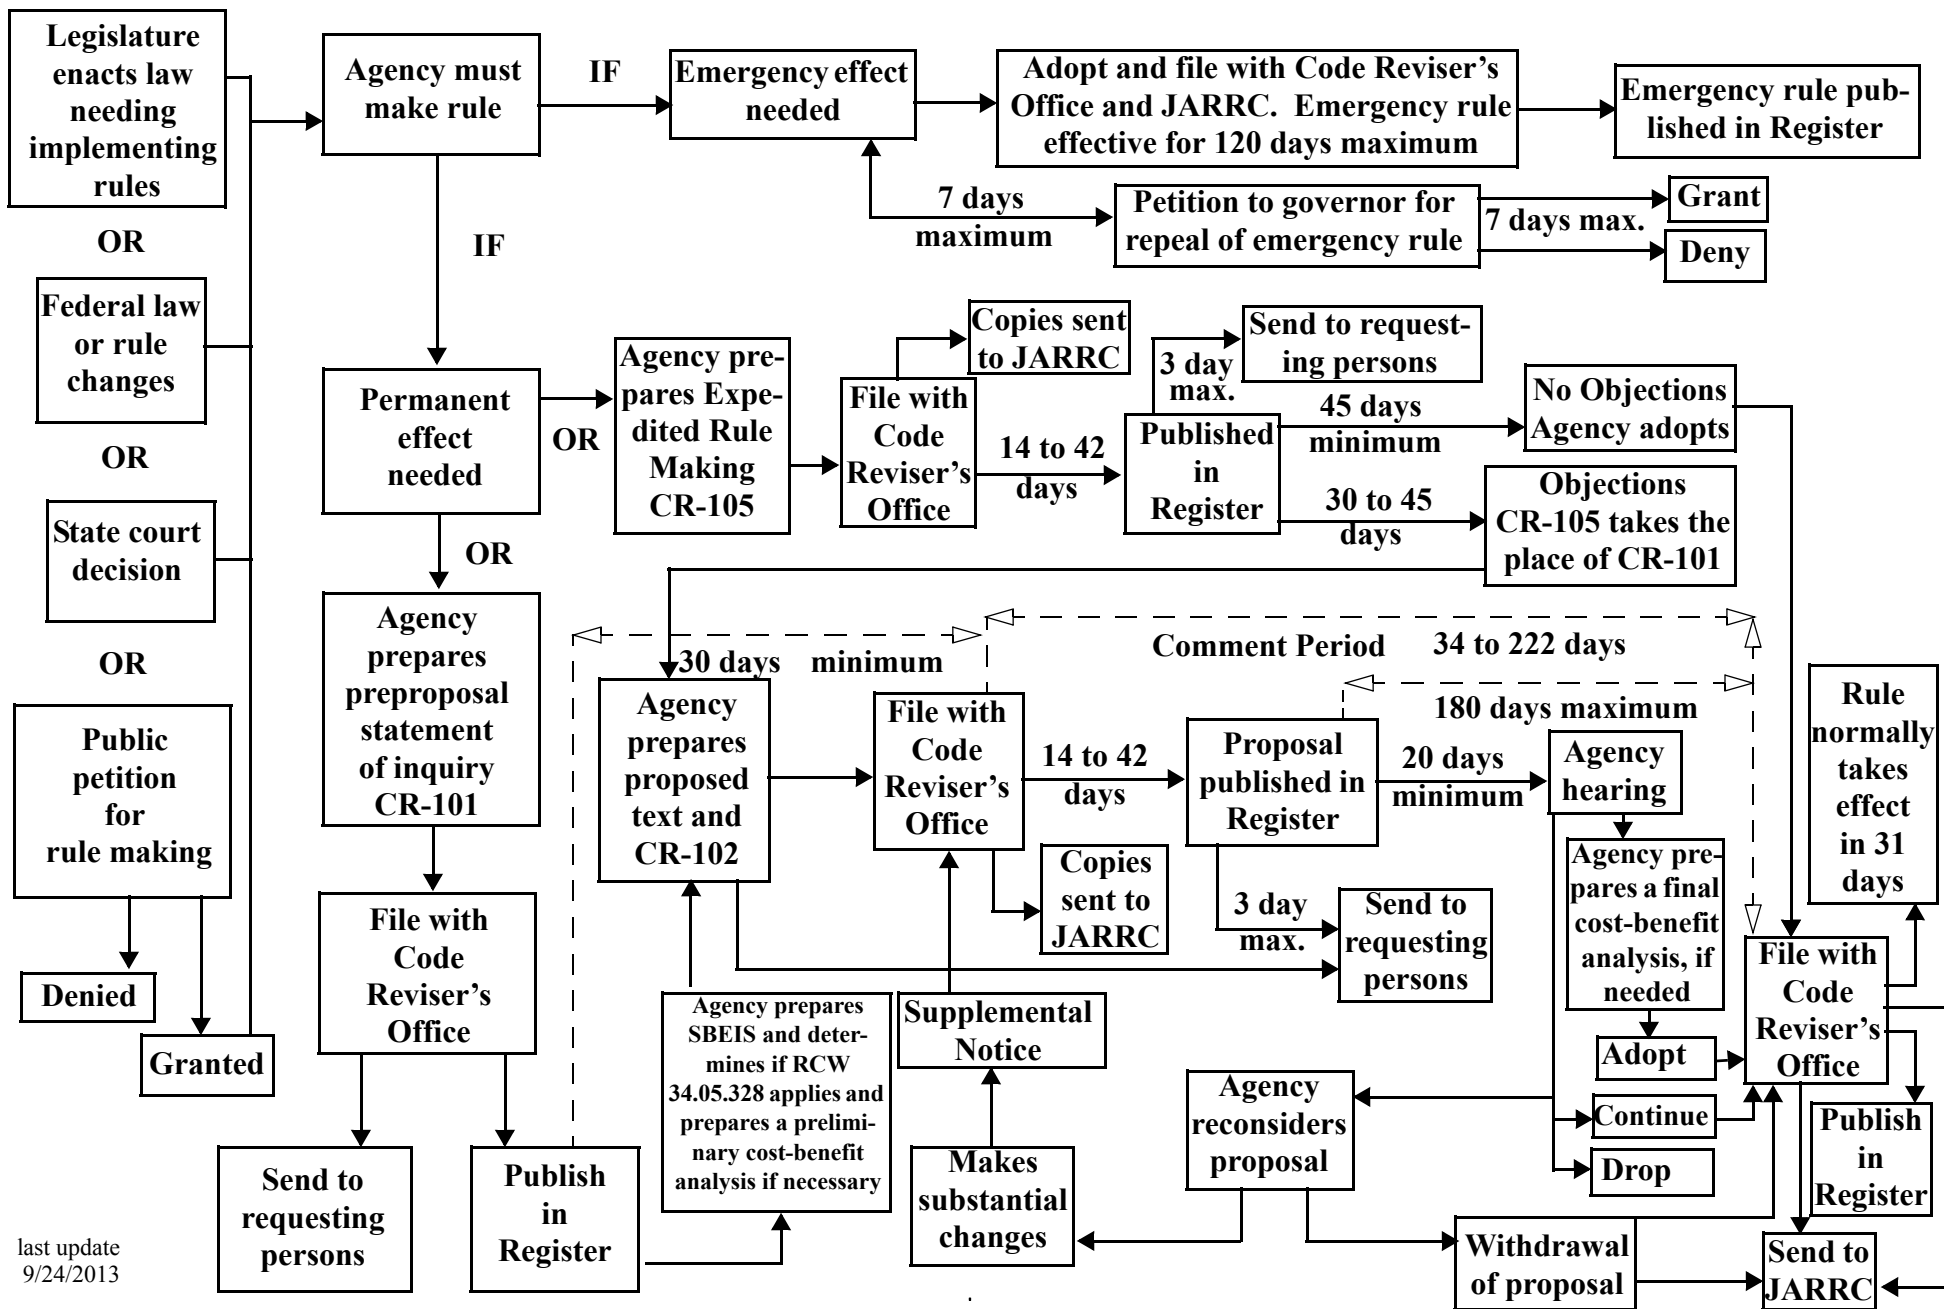 Legislature
enacts law
needing
implementing
rules
OR
Federal law
or rule
changes
OR
State court
decision
OR
Public
petition
for
rule making
Denied
Granted
last update
9/24/2013
Agency must
make rule
IF
Emergency effect
needed
Adopt and file with Code Reviser's
Office and JARRC. Emergency rule
effective for 120 days maximum
Emergency rule pub-
lished in Register
7 days
maximum
Petition to governor for
repeal of emergency rule
7 days max.
Grant
Deny
IF
Permanent
effect
needed
OR
Agency pre-
pares Expe-
dited Rule
Making
CR-105
File with
Code
Reviser's
Office
Copies sent
to JARRC
14 to 42
days
Published
in
Register
3 day
max.
Send to request-
ing persons
45 days
minimum
No Objections
Agency adopts
30 to 45
days
Objections
CR-105 takes the
place of CR-101
OR
Agency
prepares
preproposal
statement
of inquiry
CR-101
File with
Code
Reviser's
Office
Send to
requesting
persons
Publish
in
Register
30 days minimum
Agency
prepares
proposed
text and
CR-102
Agency prepares
SBEIS and deter-
mines if RCW
34.05.328 applies and
prepares a prelimi-
nary cost-benefit
analysis if necessary
File with
Code
Reviser's
Office
Comment Period 34 to 222 days
180 days maximum
14 to 42
days
Copies
sent to
JARRC
Proposal
published in
Register
3 day
max.
Send to
requesting
persons
20 days
minimum
Agency
hearing
Agency pre-
pares a final
cost-benefit
analysis, if
needed
Adopt
Continue
Drop
Supplemental
Notice
Makes
substantial
changes
Agency
reconsiders
proposal
Withdrawal
of proposal
Rule
normally
takes
effect
in 31
days
File with
Code
Reviser's
Office
Publish
in
Register
Send to
JARRC